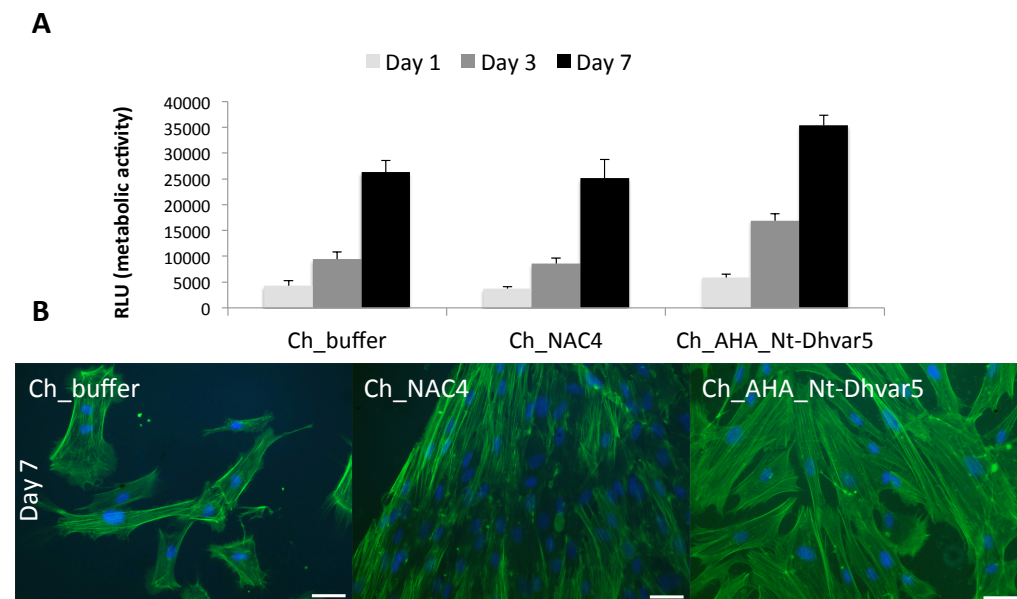 A
Day 1 Day 3 Day 7
40000
35000
30000
25000
20000
15000
10000
5000
0
RLU (metabolic activity)
Ch_buffer Ch_NAC4 Ch_AHA_Nt-Dhvar5
B
Ch_buffer Ch_NAC4 Ch_AHA_Nt-Dhvar5
Day 7